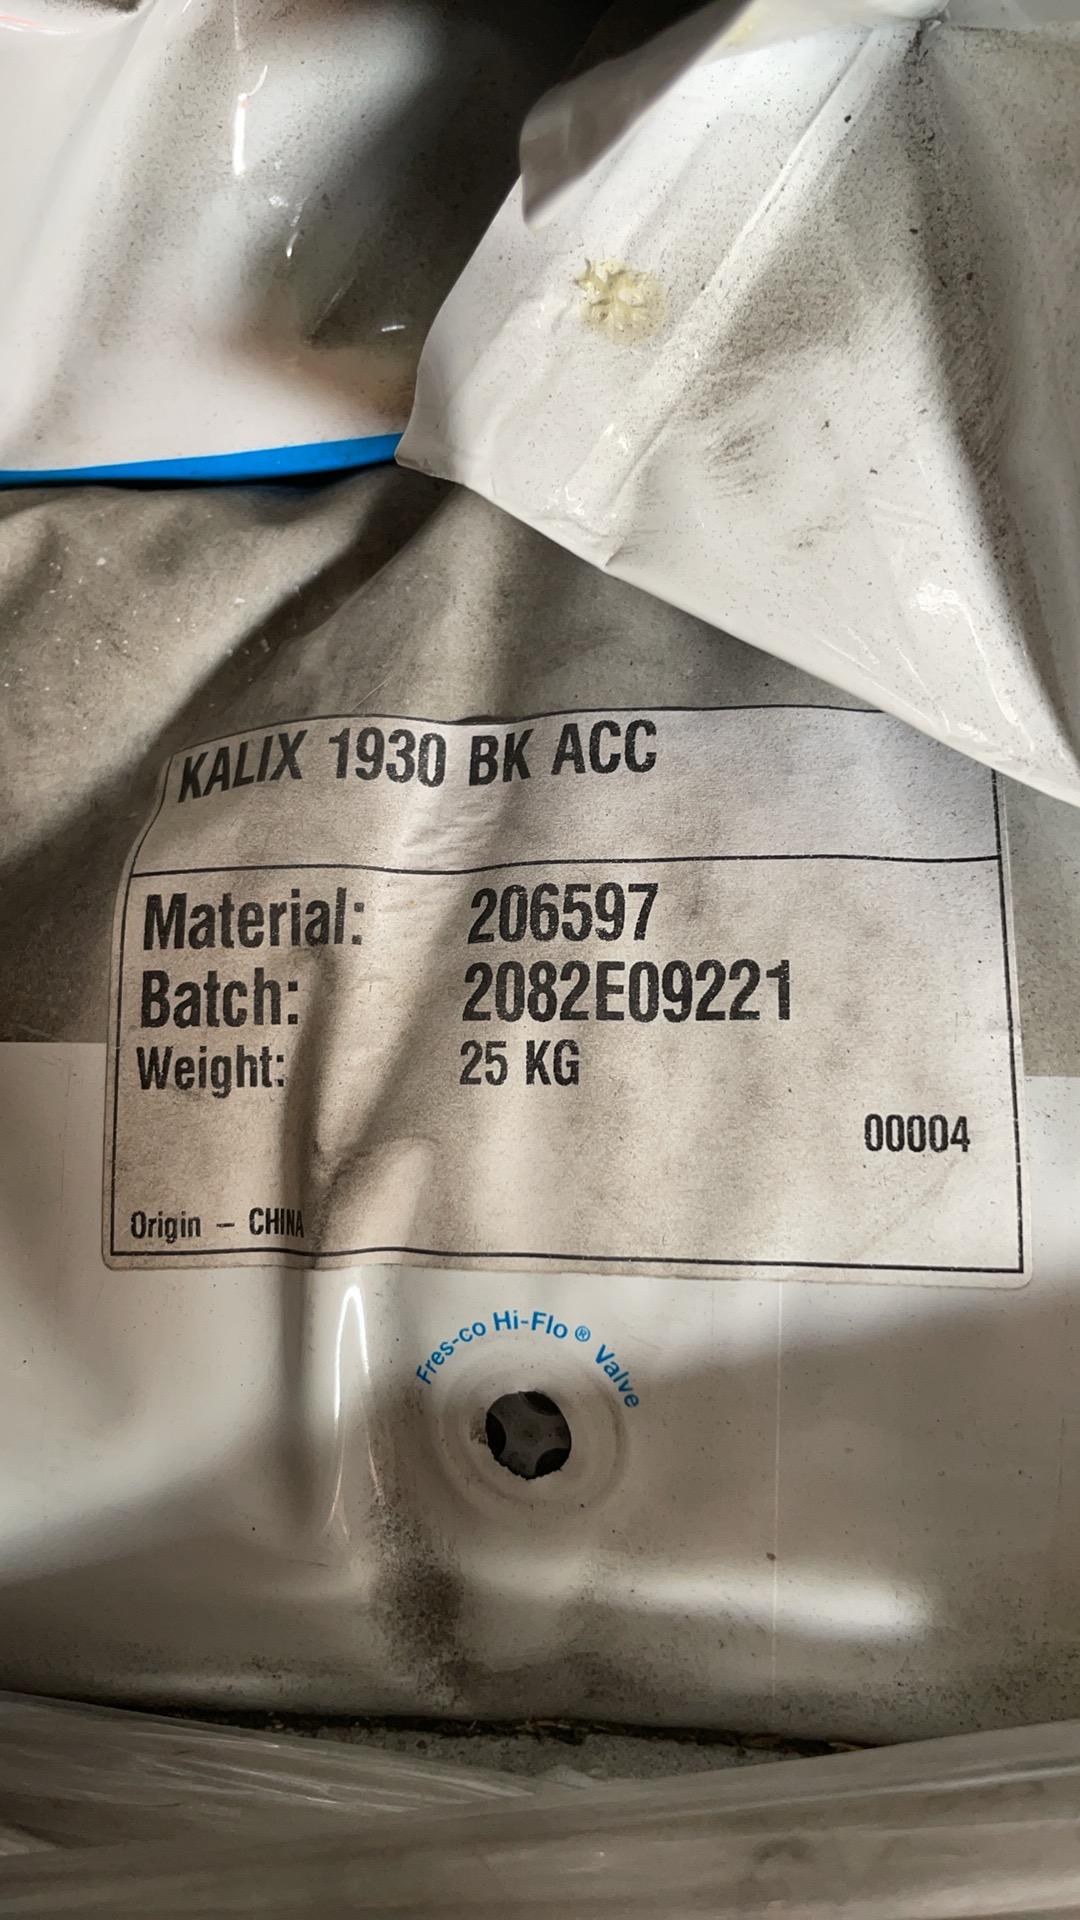 KALIX 1930 BK ACC
Material: 206597
Batch: 2082E09221
Weight: 25 KG
00004
Origin – CHINA
Fres-co Hi-Flo® Valve